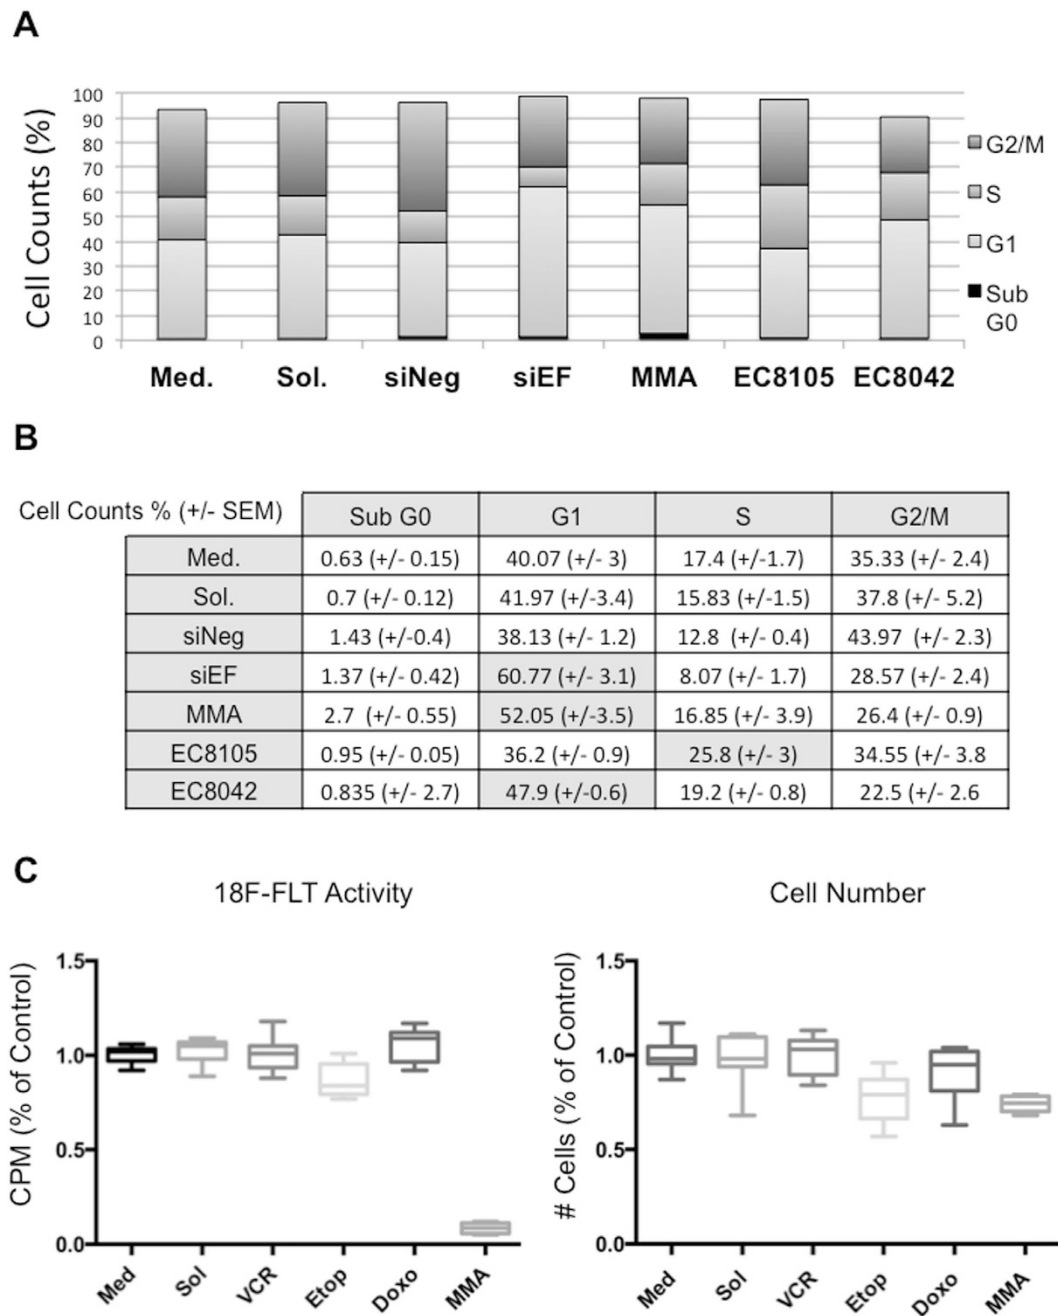 A
Cell Counts (%)
100
90
80
70
60
50
40
30
20
10
0
Med. Sol. siNeg siEF MMA EC8105 EC8042
G2/M
S
G1
Sub
G0
B
Cell Counts % (+/- SEM) Sub G0 G1 S G2/M
Med. 0.63 (+/- 0.15) 40.07 (+/- 3) 17.4 (+/-1.7) 35.33 (+/- 2.4)
Sol. 0.7 (+/- 0.12) 41.97 (+/-3.4) 15.83 (+/-1.5) 37.8 (+/- 5.2)
siNeg 1.43 (+/-0.4) 38.13 (+/- 1.2) 12.8 (+/- 0.4) 43.97 (+/- 2.3)
siEF 1.37 (+/- 0.42) 60.77 (+/- 3.1) 8.07 (+/- 1.7) 28.57 (+/- 2.4)
MMA 2.7 (+/- 0.55) 52.05 (+/-3.5) 16.85 (+/- 3.9) 26.4 (+/- 0.9)
EC8105 0.95 (+/- 0.05) 36.2 (+/- 0.9) 25.8 (+/- 3) 34.55 (+/- 3.8
EC8042 0.835 (+/- 2.7) 47.9 (+/-0.6) 19.2 (+/- 0.8) 22.5 (+/- 2.6
C
18F-FLT Activity
CPM (% of Control)
1.5
1.0
0.5
0.0
Med Sol VCR Etop Doxo MMA
Cell Number
# Cells (% of Control)
1.5
1.0
0.5
0.0
Med Sol VCR Etop Doxo MMA